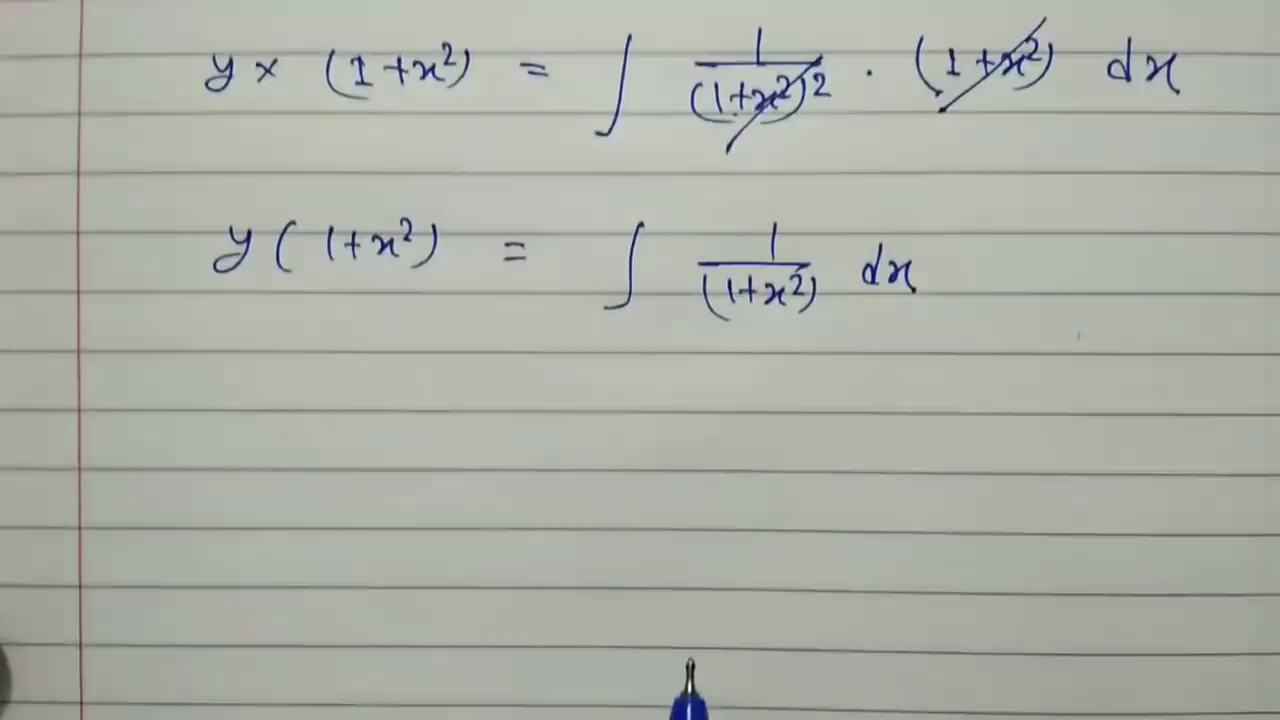 y × (1+x²) = ∫ 1/(1+x²)² · (1+x²) dx
y (1+x²) = ∫ 1/(1+x²) dx